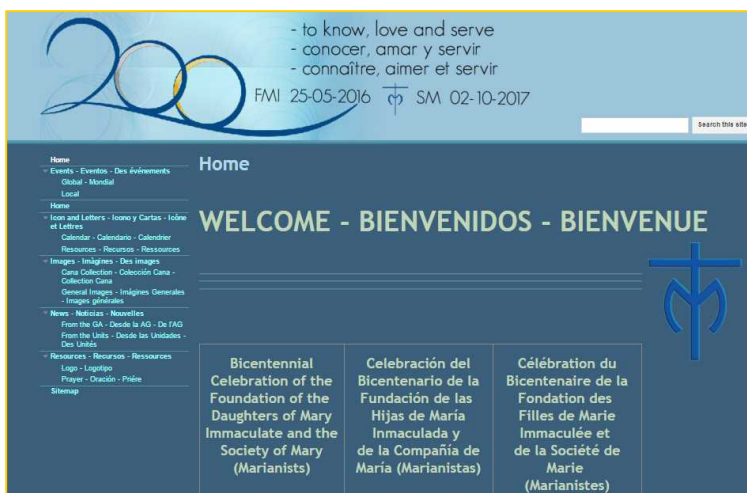 200
- to know, love and serve
- conocer, amar y servir
- connaître, aimer et servir
FMI 25-05-2016 SM 02-10-2017
Search this site
Home
Events - Eventos - Des événements
Global - Mondial
Local
Home
Icon and Letters - Icono y Cartas - Icône
et Lettres
Calendar - Calendario - Calendrier
Resources - Recursos - Ressources
Images - Imágines - Des images
Cana Collection - Colección Cana -
Collection Cana
General Images - Imágines Generales
- Images générales
News - Noticias - Nouvelles
From the GA - Desde la AG - De l'AG
From the Units - Desde las Unidades -
Des Unités
Resources - Recursos - Ressources
Logo - Logotipo
Prayer - Oración - Prière
Sitemap
Home
WELCOME - BIENVENIDOS - BIENVENUE
Bicentennial
Celebration of the
Foundation of the
Daughters of Mary
Immaculate and the
Society of Mary
(Marianists)
Celebración del
Bicentenario de la
Fundación de las
Hijas de María
Inmaculada y
de la Compañía de
María (Marianistas)
Célébration du
Bicentenaire de la
Fondation des
Filles de Marie
Immaculée et
de la Société de
Marie
(Marianistes)